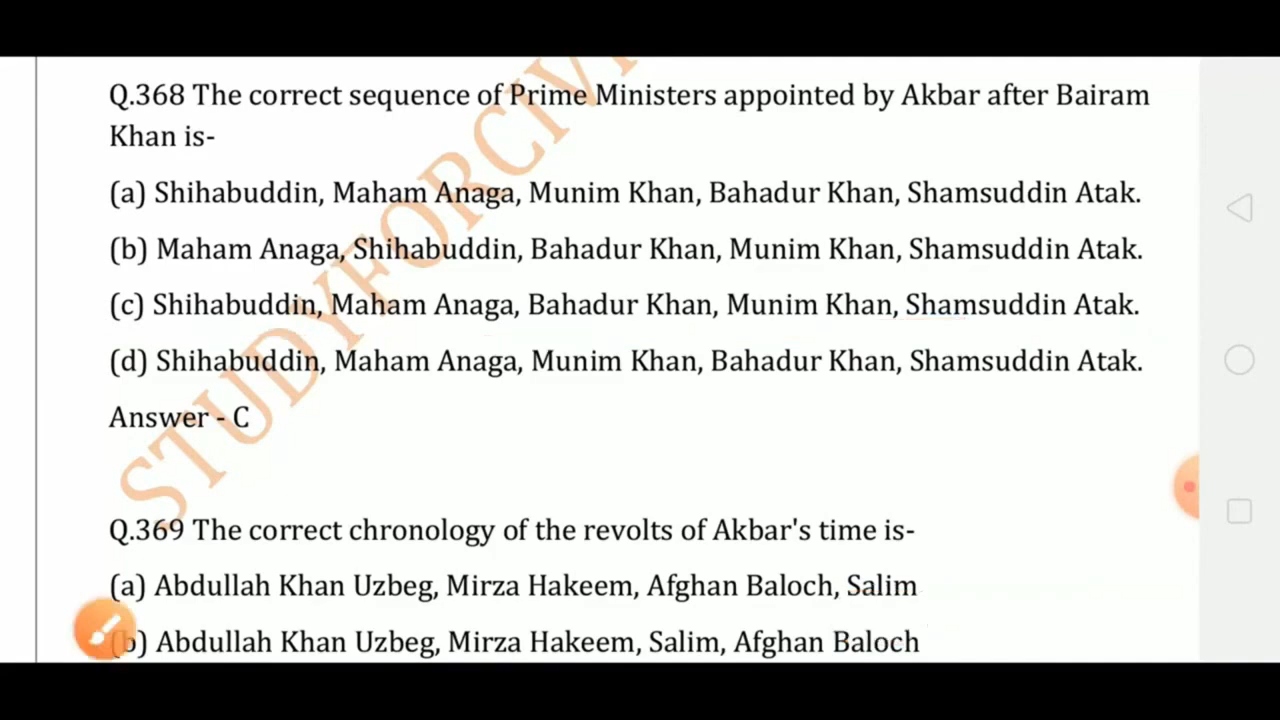 Q.368 The correct sequence of Prime Ministers appointed by Akbar after Bairam
Khan is-
(a) Shihabuddin, Maham Anaga, Munim Khan, Bahadur Khan, Shamsuddin Atak.
(b) Maham Anaga, Shihabuddin, Bahadur Khan, Munim Khan, Shamsuddin Atak.
(c) Shihabuddin, Maham Anaga, Bahadur Khan, Munim Khan, Shamsuddin Atak.
(d) Shihabuddin, Maham Anaga, Munim Khan, Bahadur Khan, Shamsuddin Atak.
Answer - C
Q.369 The correct chronology of the revolts of Akbar's time is-
(a) Abdullah Khan Uzbeg, Mirza Hakeem, Afghan Baloch, Salim
(b) Abdullah Khan Uzbeg, Mirza Hakeem, Salim, Afghan Baloch
STUDYFORCIVI